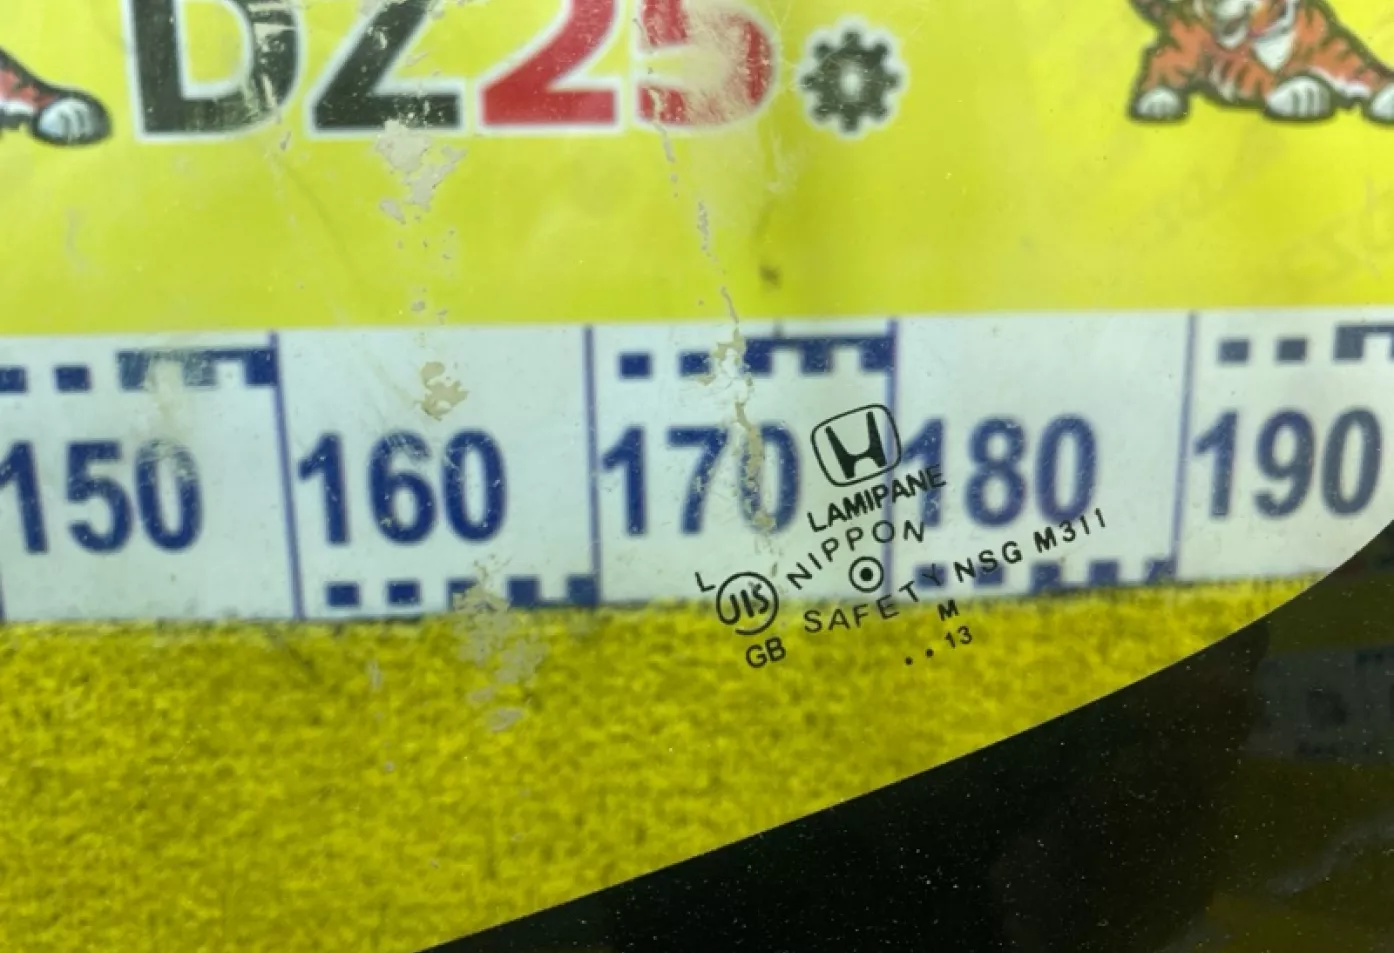 DZ25
150 160 170 180 190
LAMIPANE
NIPPON
L
JIS
SAFETY NSG M311
GB
M
..13